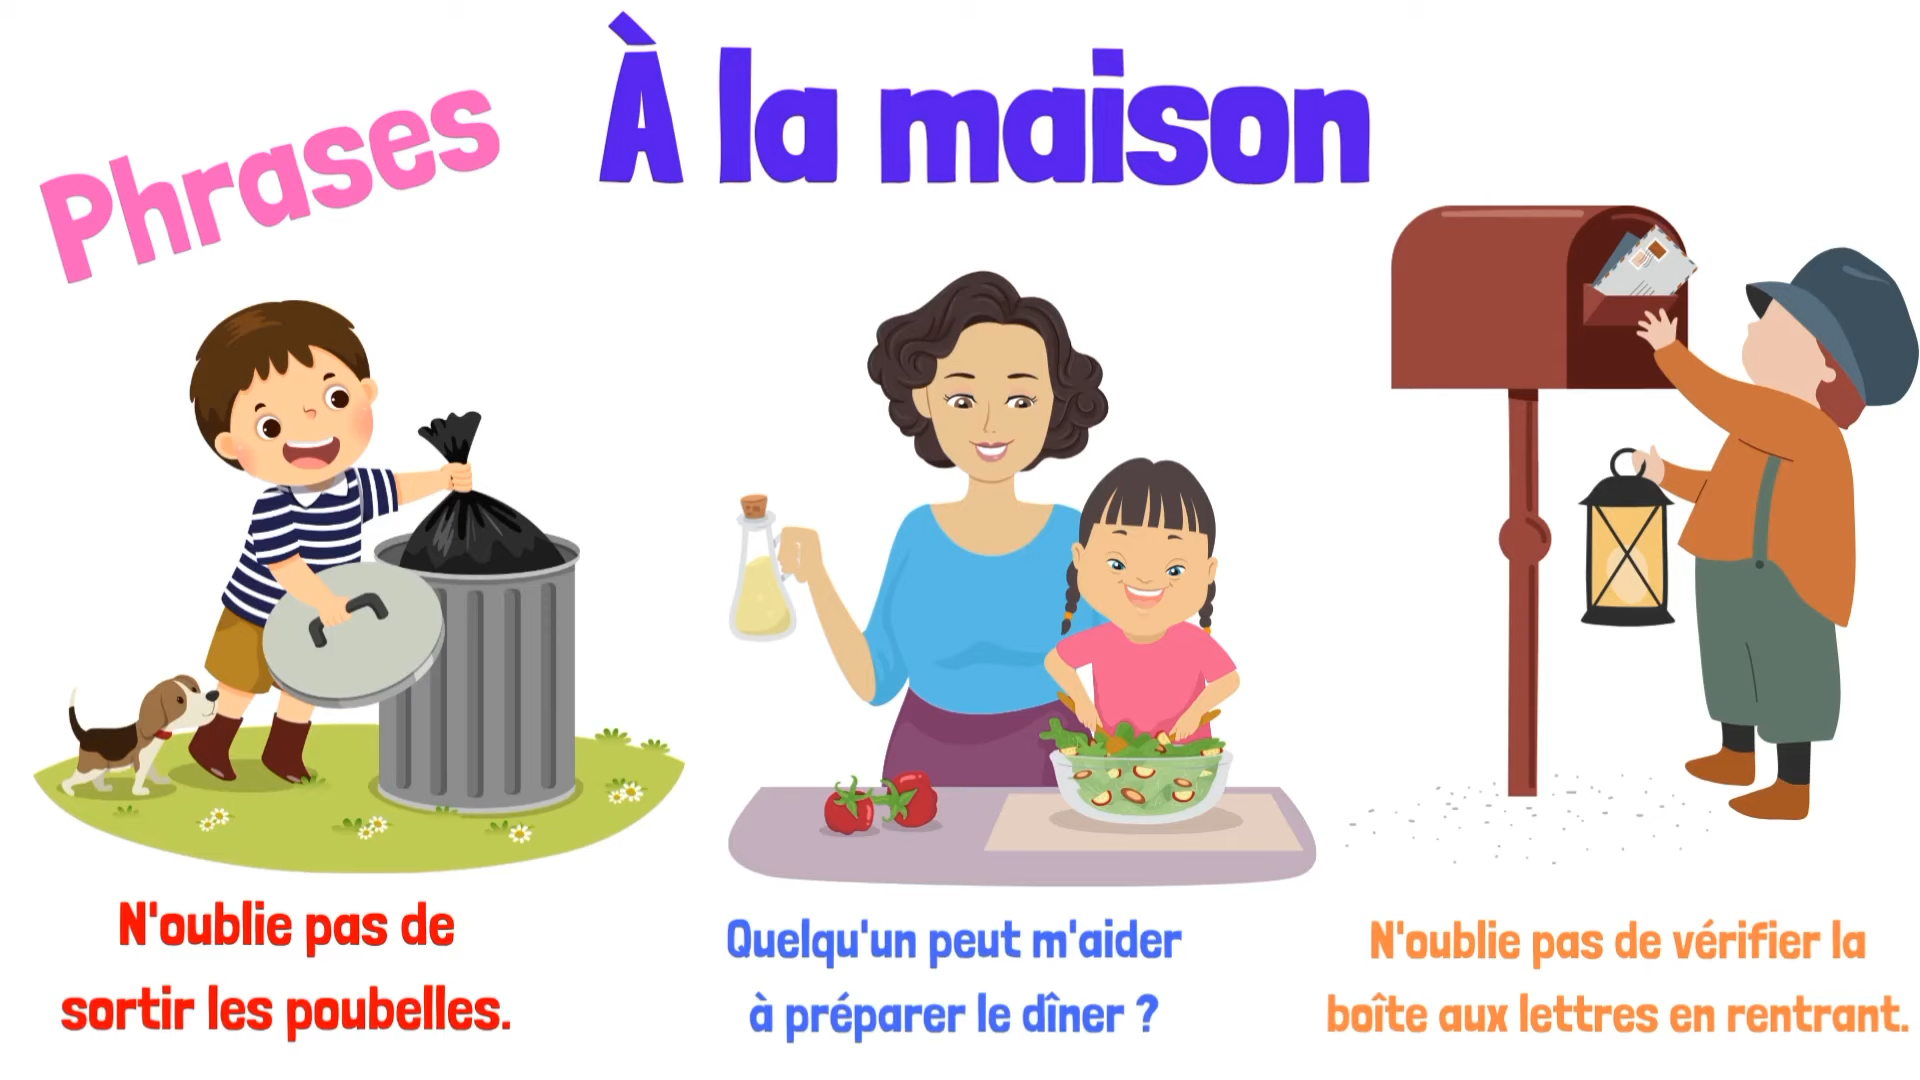 Phrases
À la maison
N'oublie pas de
sortir les poubelles.
Quelqu'un peut m'aider
à préparer le dîner ?
N'oublie pas de vérifier la
boîte aux lettres en rentrant.